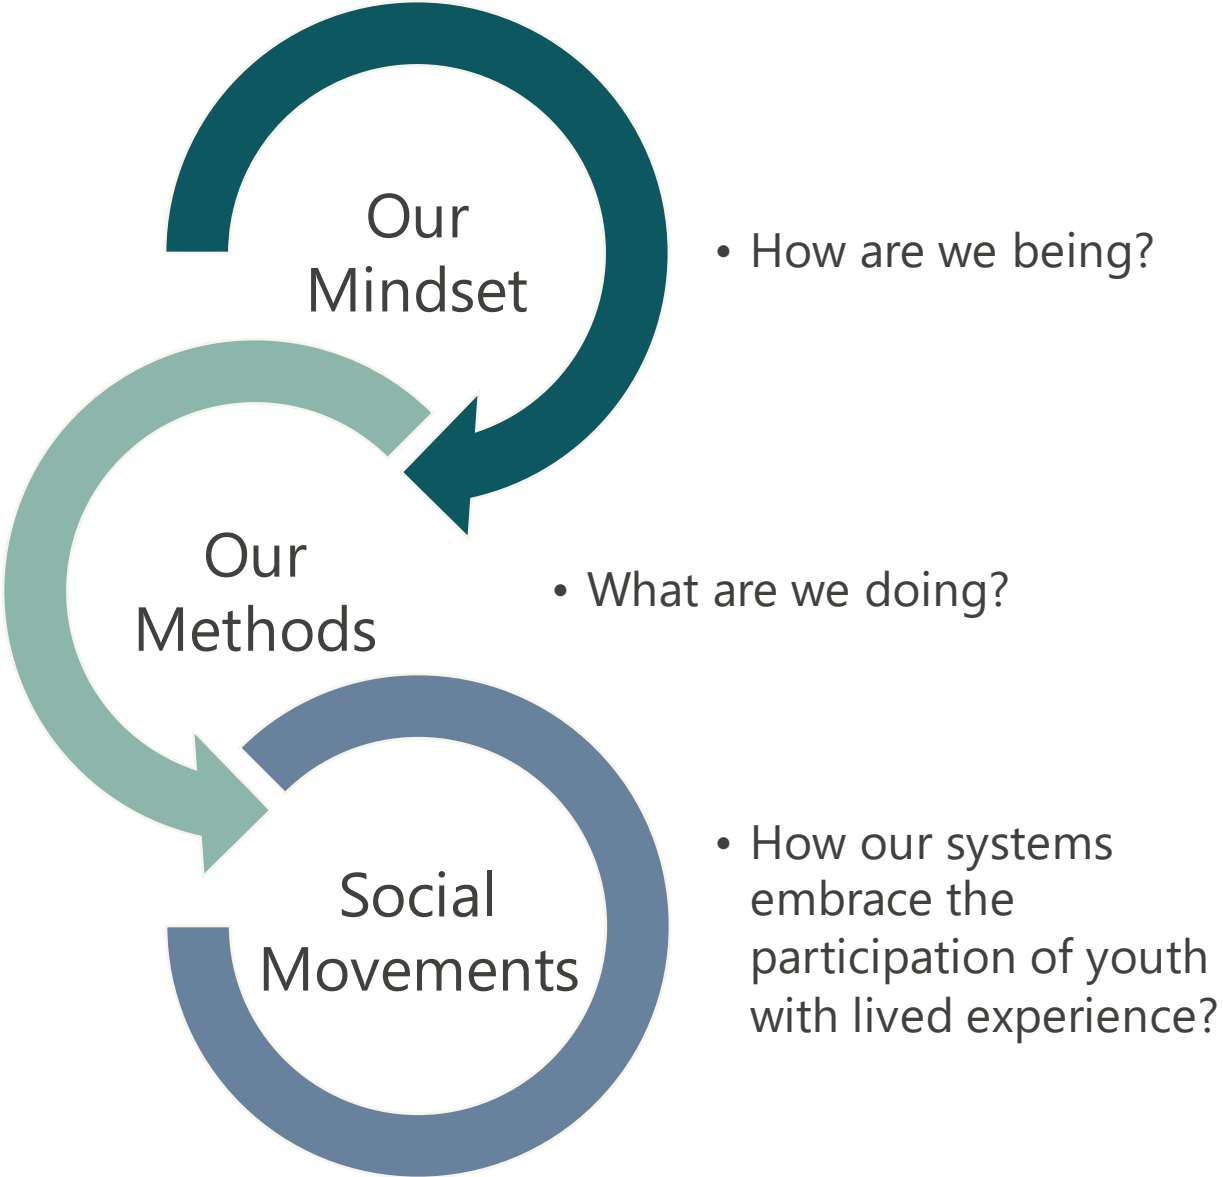 Our
Mindset
• How are we being?
Our
Methods
• What are we doing?
Social
Movements
• How our systems
embrace the
participation of youth
with lived experience?